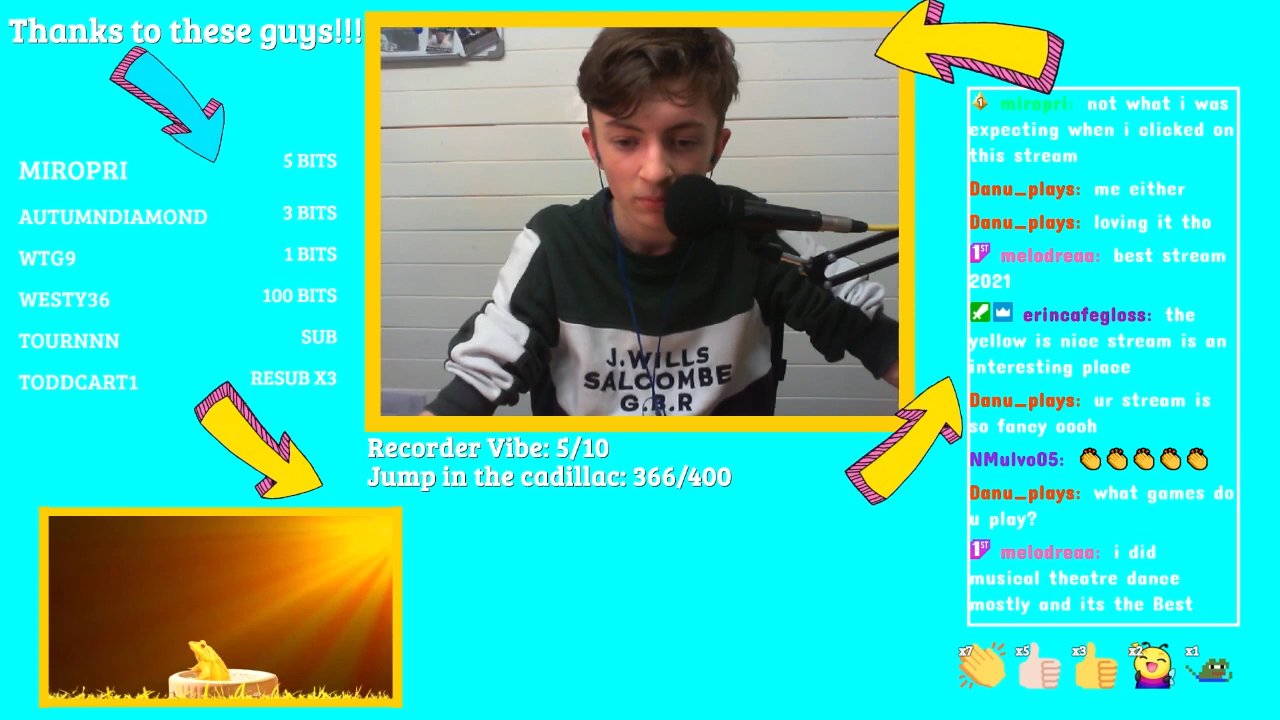 Thanks to these guys!!!
MIROPRI 5 BITS
AUTUMNDIAMOND 3 BITS
WTG9 1 BITS
WESTY36 100 BITS
TOURNNN SUB
TODDCART1 RESUB X3
J.WILLS
SALCOMBE
G.B.R
Recorder Vibe: 5/10
Jump in the cadillac: 366/400
1 miropri: not what i was
expecting when i clicked on
this stream
Danu_plays: me either
Danu_plays: loving it tho
1ST melodreaa: best stream
2021
erincafegloss: the
yellow is nice stream is an
interesting place
Danu_plays: ur stream is
so fancy oooh
NMulvo05: 👏👏👏👏👏
Danu_plays: what games do
u play?
1ST melodreaa: i did
musical theatre dance
mostly and its the Best
x7 x5 x3 x2 x1